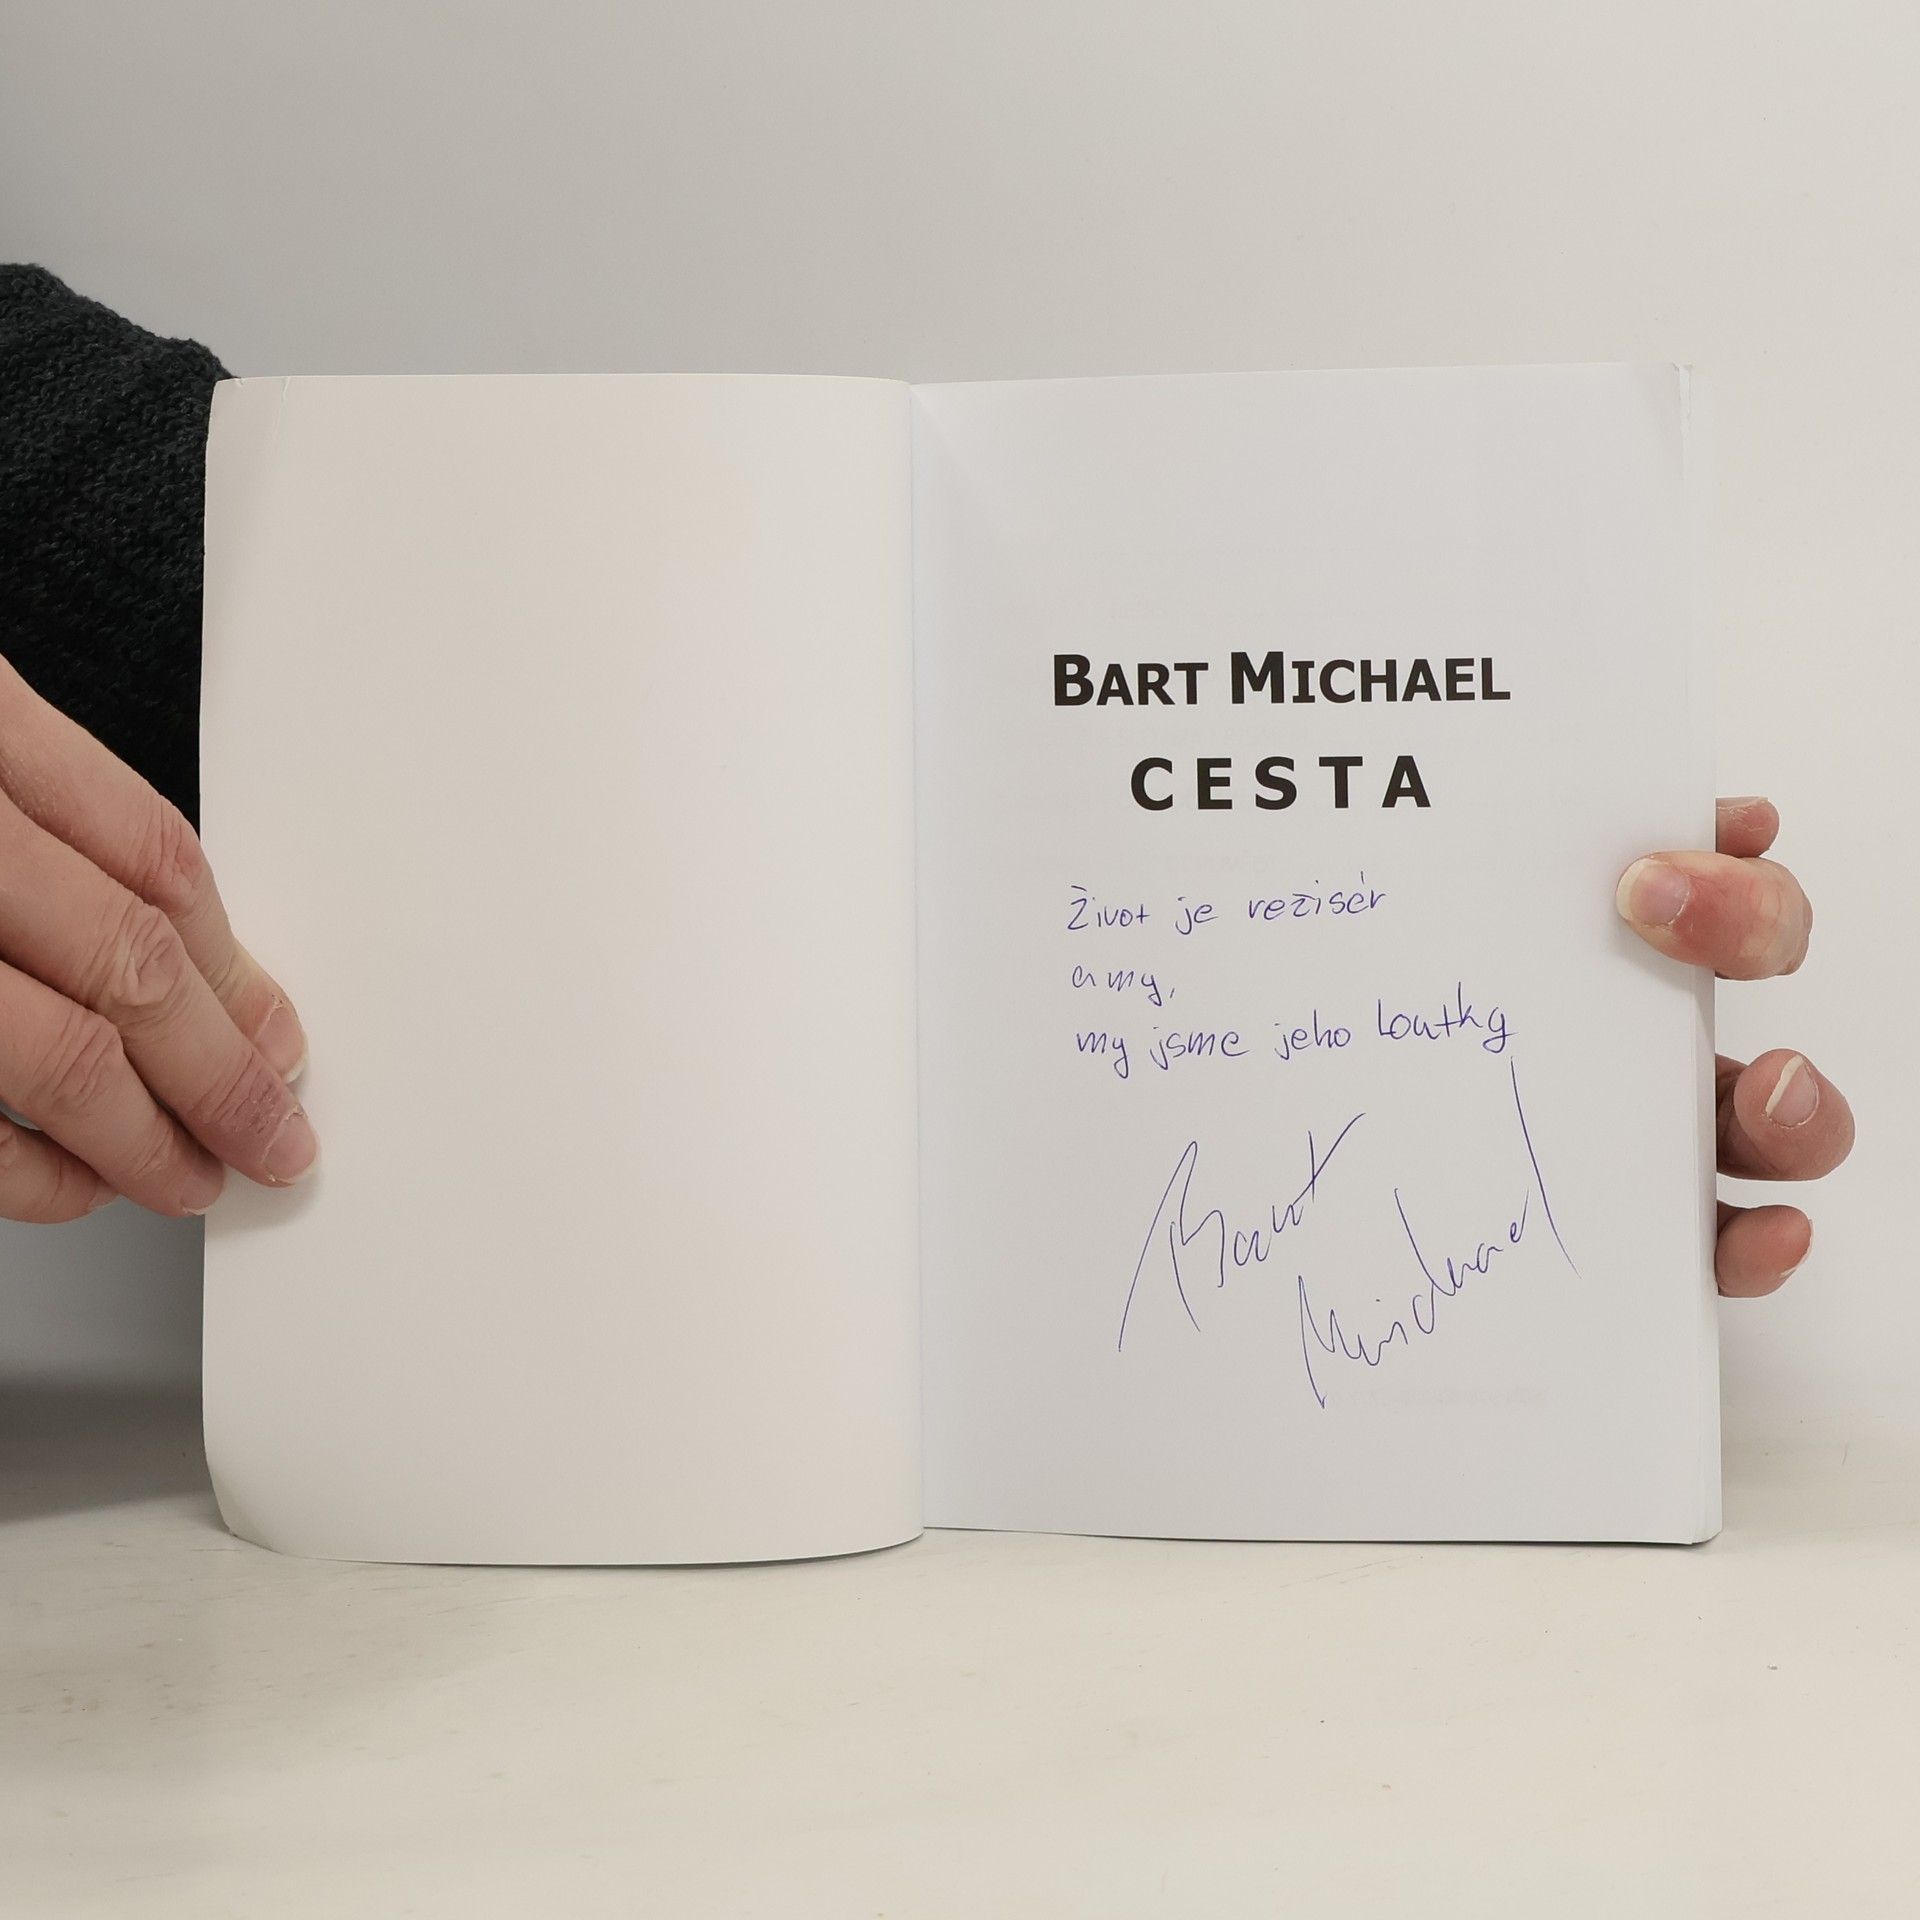 BART MICHAEL
CESTA
Život je režisér
a my,
my jsme jeho loutky
Bart
Michael